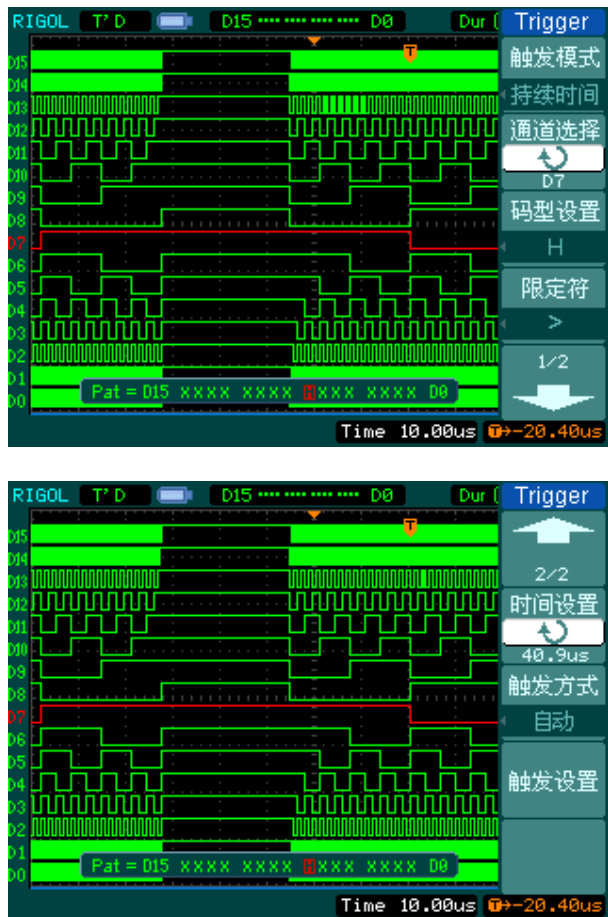 RIGOL T'D D15 ···· ···· ···· ···· D0 Dur (
Trigger
触发模式
持续时间
通道选择
D7
码型设置
H
限定符
>
1/2
D15
D14
D13
D12
D11
D10
D9
D8
D7
D6
D5
D4
D3
D2
D1
D0
T
Pat = D15 XXXX XXXX HXXX XXXX D0
Time 10.00us T→-20.40us
RIGOL T'D D15 ···· ···· ···· ···· D0 Dur (
Trigger
2/2
时间设置
40.9us
触发方式
自动
触发设置
D15
D14
D13
D12
D11
D10
D9
D8
D7
D6
D5
D4
D3
D2
D1
D0
T
Pat = D15 XXXX XXXX HXXX XXXX D0
Time 10.00us T→-20.40us